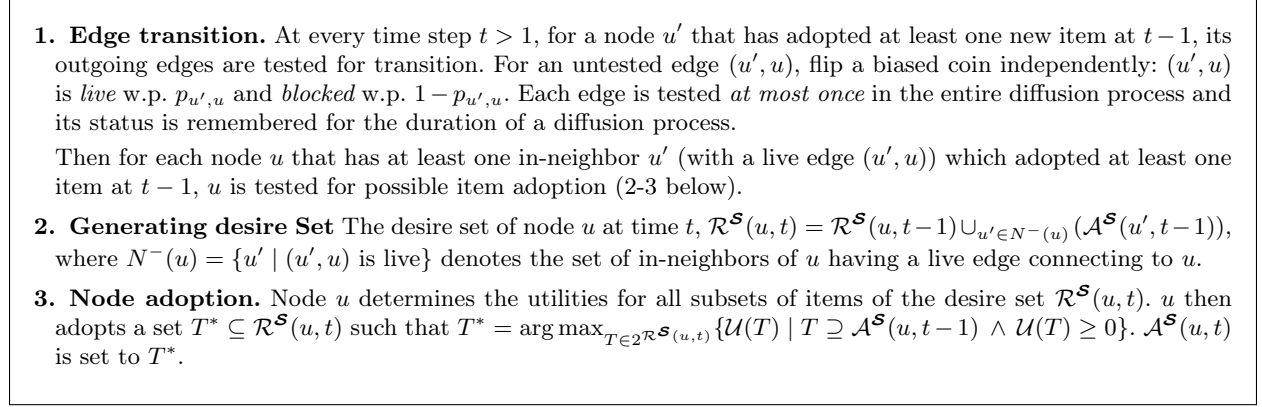 1. Edge transition. At every time step t > 1, for a node u′ that has adopted at least one new item at t − 1, its
outgoing edges are tested for transition. For an untested edge (u′, u), flip a biased coin independently: (u′, u)
is live w.p. p_{u′,u} and blocked w.p. 1 − p_{u′,u}. Each edge is tested at most once in the entire diffusion process and
its status is remembered for the duration of a diffusion process.
Then for each node u that has at least one in-neighbor u′ (with a live edge (u′, u)) which adopted at least one
item at t − 1, u is tested for possible item adoption (2-3 below).
2. Generating desire Set The desire set of node u at time t, R^S(u, t) = R^S(u, t−1) ∪_{u′∈N⁻(u)} (A^S(u′, t−1)),
where N⁻(u) = {u′ | (u′, u) is live} denotes the set of in-neighbors of u having a live edge connecting to u.
3. Node adoption. Node u determines the utilities for all subsets of items of the desire set R^S(u, t). u then
adopts a set T* ⊆ R^S(u, t) such that T* = arg max_{T∈2^{R^S(u,t)}} {U(T) | T ⊇ A^S(u, t−1) ∧ U(T) ≥ 0}. A^S(u, t)
is set to T*.